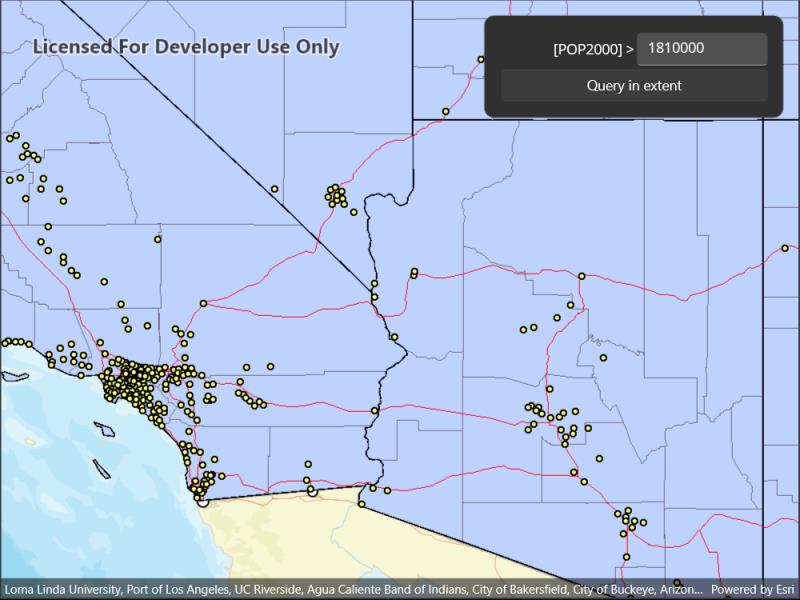 Licensed For Developer Use Only
[POP2000] > 1810000
Query in extent
Loma Linda University, Port of Los Angeles, UC Riverside, Agua Caliente Band of Indians, City of Bakersfield, City of Buckeye, Arizon... Powered by Esri